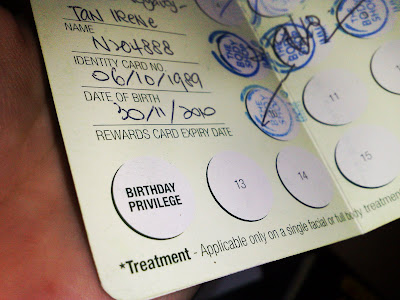 TAN IRENE
NAME
N204888
IDENTITY CARD NO.
06/10/1989
DATE OF BIRTH
30/11/2010
REWARDS CARD EXPIRY DATE
11
BIRTHDAY
PRIVILEGE
13
14
15
*Treatment - Applicable only on a single facial or full body treatment